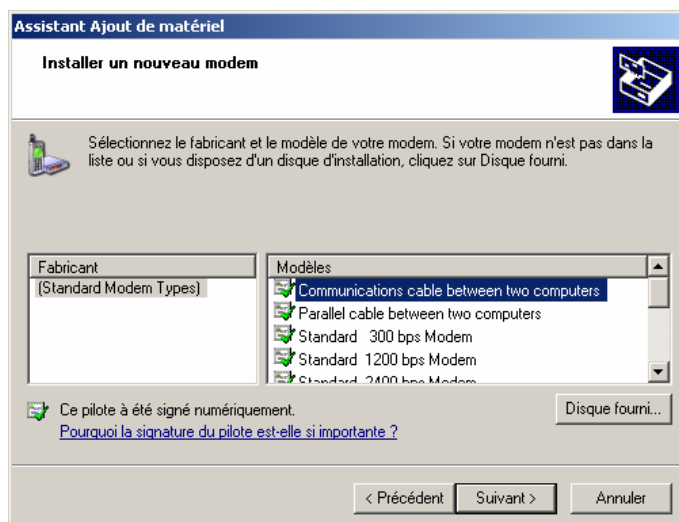 Assistant Ajout de matériel
Installer un nouveau modem
Sélectionnez le fabricant et le modèle de votre modem. Si votre modem n'est pas dans la
liste ou si vous disposez d'un disque d'installation, cliquez sur Disque fourni.
Fabricant
(Standard Modem Types)
Modèles
Communications cable between two computers
Parallel cable between two computers
Standard 300 bps Modem
Standard 1200 bps Modem
Standard 2400 bps Modem
Ce pilote à été signé numériquement.
Pourquoi la signature du pilote est-elle si importante ?
Disque fourni...
< Précédent
Suivant >
Annuler